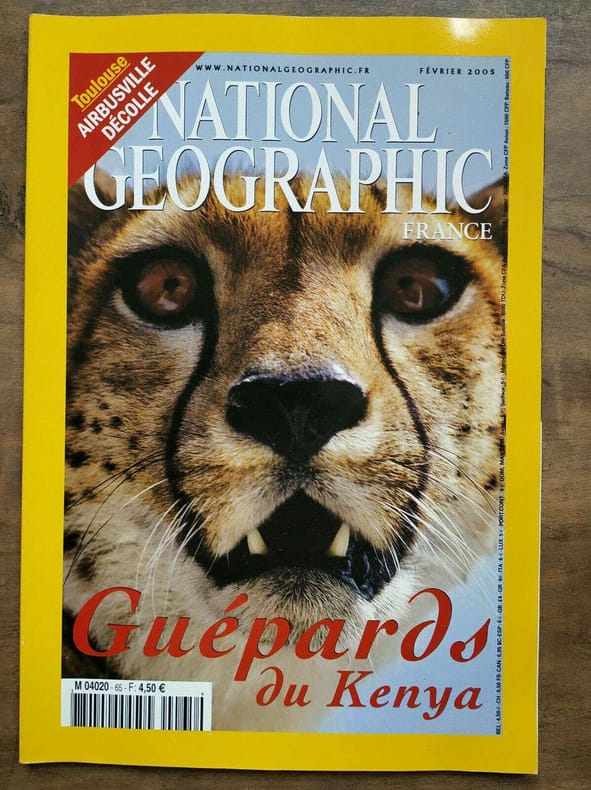 Toulouse
AIRBUSVILLE
DÉCOLLE
WWW.NATIONALGEOGRAPHIC.FR
FÉVRIER 2005
NATIONAL
GEOGRAPHIC
FRANCE
Guépards
du Kenya
M 04020 - 65 - F: 4,50 €